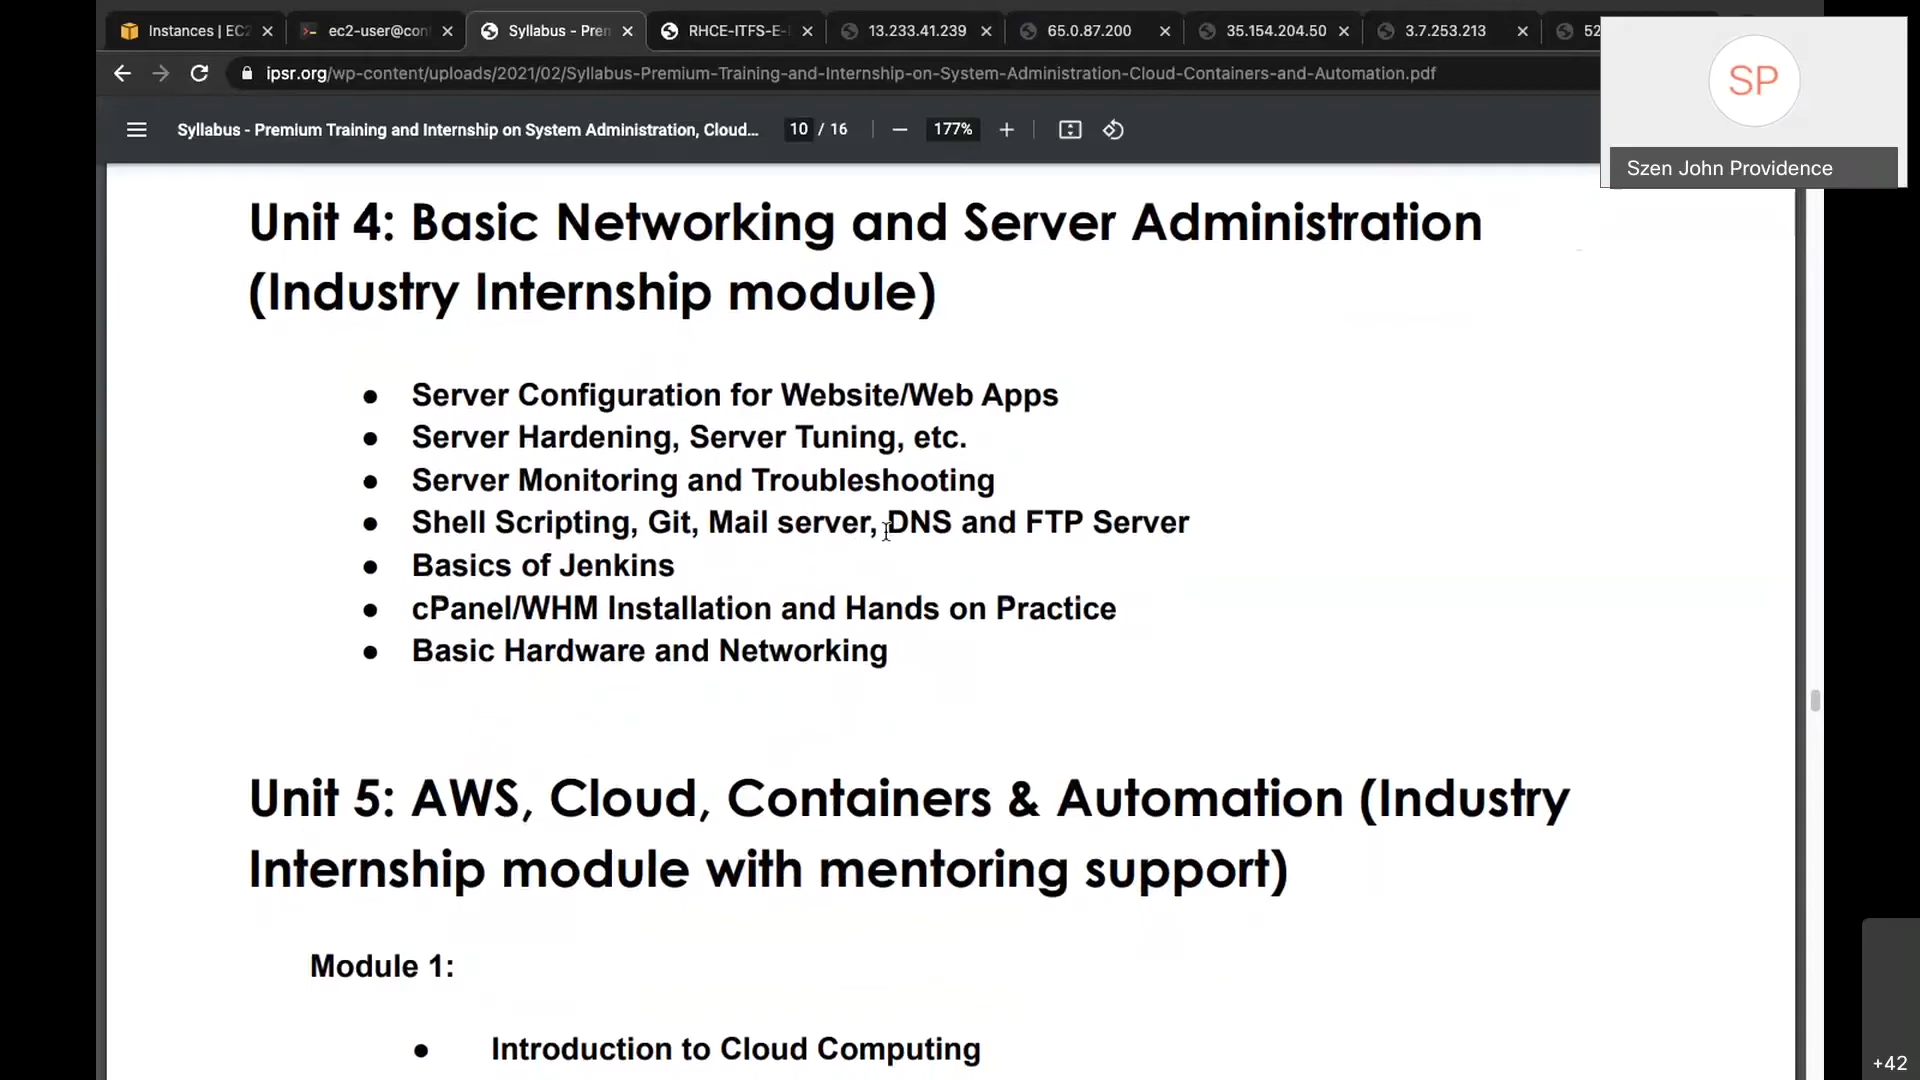 Instances | EC2
ec2-user@con
Syllabus - Prem
RHCE-ITFS-E-
13.233.41.239
65.0.87.200
35.154.204.50
3.7.253.213
52
SP
Szen John Providence
ipsr.org/wp-content/uploads/2021/02/Syllabus-Premium-Training-and-Internship-on-System-Administration-Cloud-Containers-and-Automation.pdf
Syllabus - Premium Training and Internship on System Administration, Cloud... 10 / 16 177%
Unit 4: Basic Networking and Server Administration
(Industry Internship module)
● Server Configuration for Website/Web Apps
● Server Hardening, Server Tuning, etc.
● Server Monitoring and Troubleshooting
● Shell Scripting, Git, Mail server, DNS and FTP Server
● Basics of Jenkins
● cPanel/WHM Installation and Hands on Practice
● Basic Hardware and Networking
Unit 5: AWS, Cloud, Containers & Automation (Industry
Internship module with mentoring support)
Module 1:
● Introduction to Cloud Computing
+42